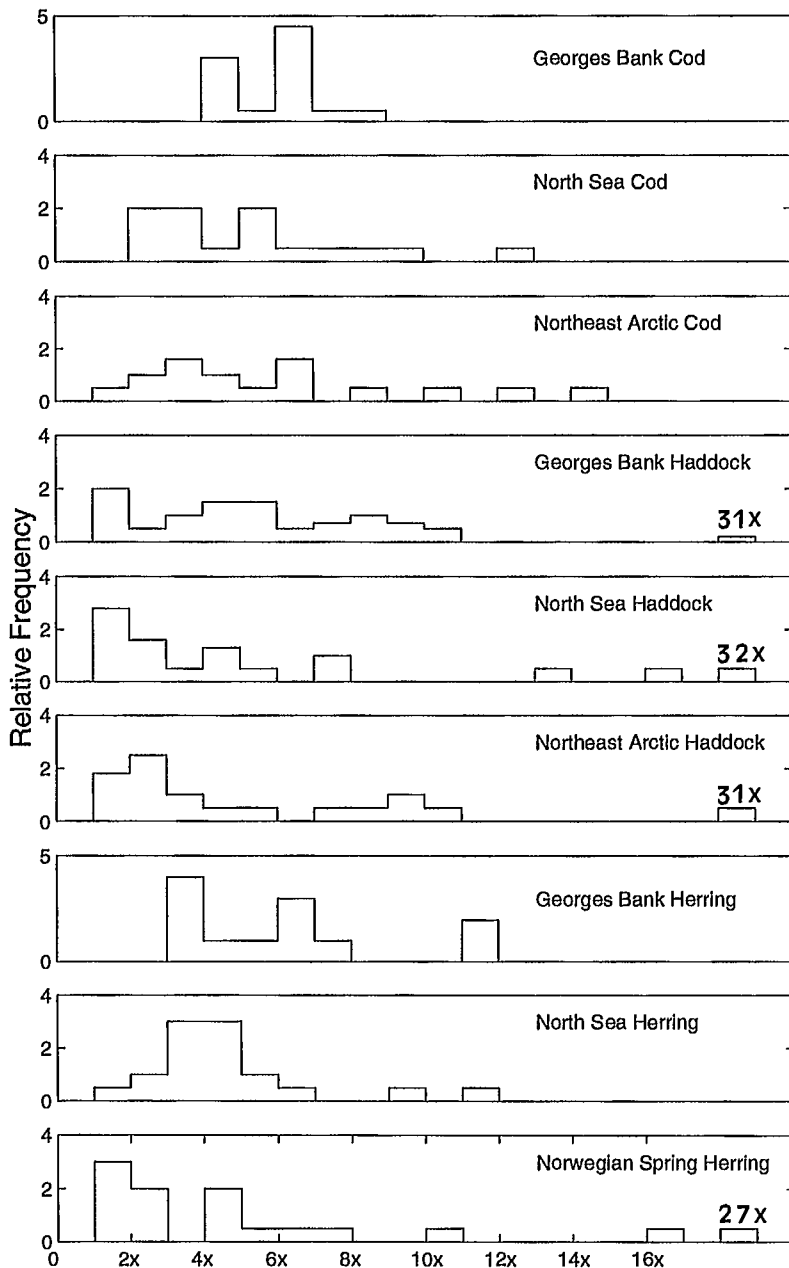 5
Georges Bank Cod
0
4
North Sea Cod
2
0
4
Northeast Arctic Cod
2
0
4
Georges Bank Haddock
2
31x
0
4
North Sea Haddock
2
32x
0
4
Northeast Arctic Haddock
2
31x
0
5
Georges Bank Herring
0
4
North Sea Herring
2
0
4
Norwegian Spring Herring
2
27x
0
0 2x 4x 6x 8x 10x 12x 14x 16x
Relative Frequency